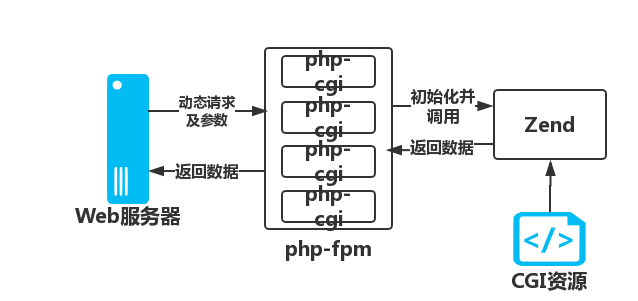 动态请求
及参数
返回数据
Web服务器
php-
cgi
php-
cgi
php-
cgi
php-
cgi
php-fpm
初始化并
调用
返回数据
Zend
</>
CGI资源